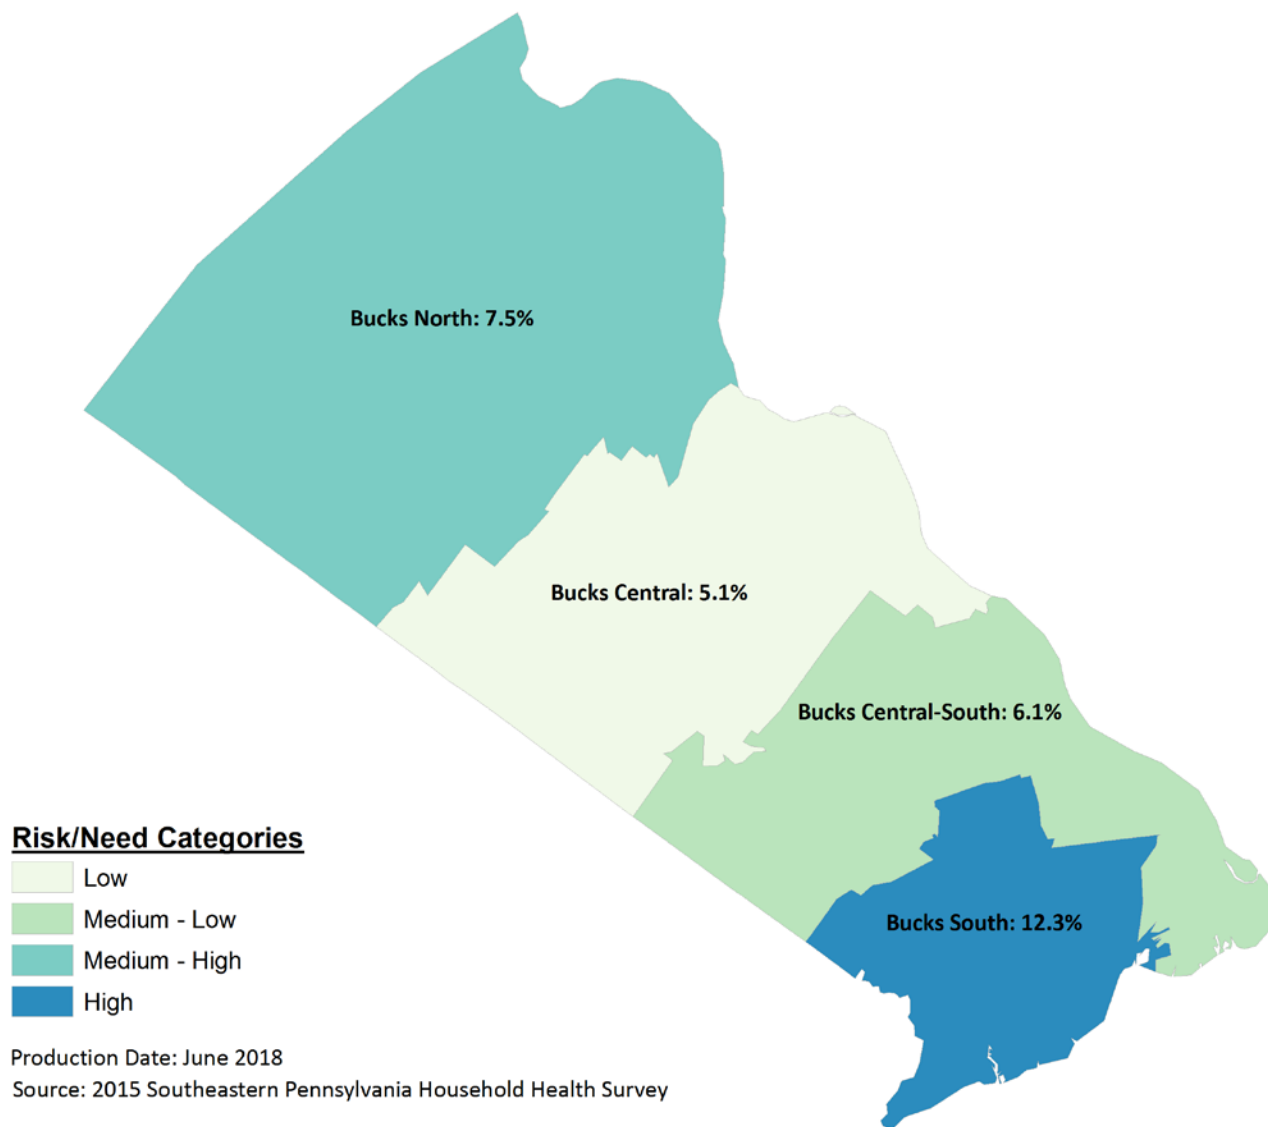 Bucks North: 7.5%
Bucks Central: 5.1%
Bucks Central-South: 6.1%
Bucks South: 12.3%
Risk/Need Categories
Low
Medium - Low
Medium - High
High
Production Date: June 2018
Source: 2015 Southeastern Pennsylvania Household Health Survey